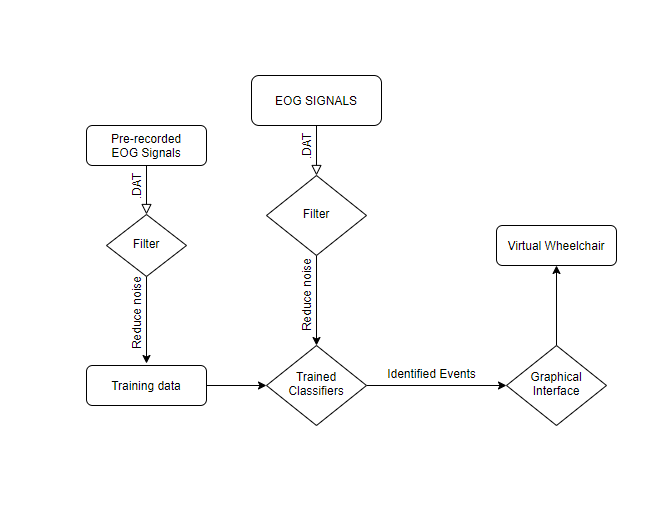 EOG SIGNALS
Pre-recorded
EOG Signals
.DAT
.DAT
Filter
Filter
Virtual Wheelchair
Reduce noise
Reduce noise
Training data
Trained
Classifiers
Identified Events
Graphical
Interface